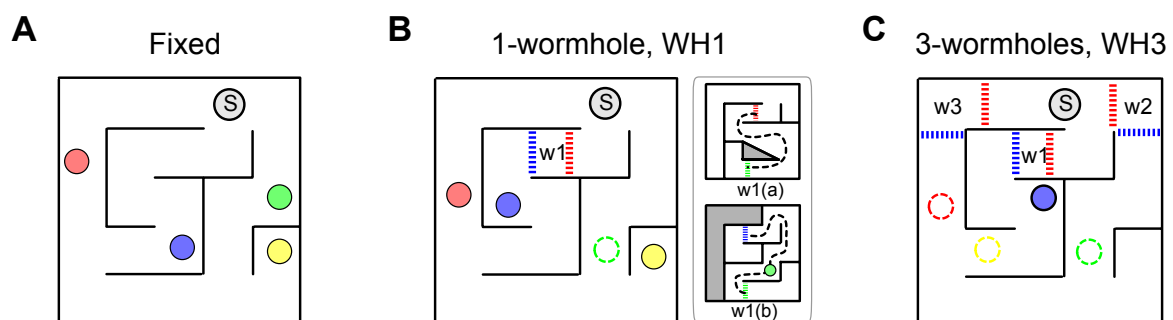 A
Fixed
S
B
1-wormhole, WH1
S
w1
w1(a)
w1(b)
C
3-wormholes, WH3
w3
S
w2
w1